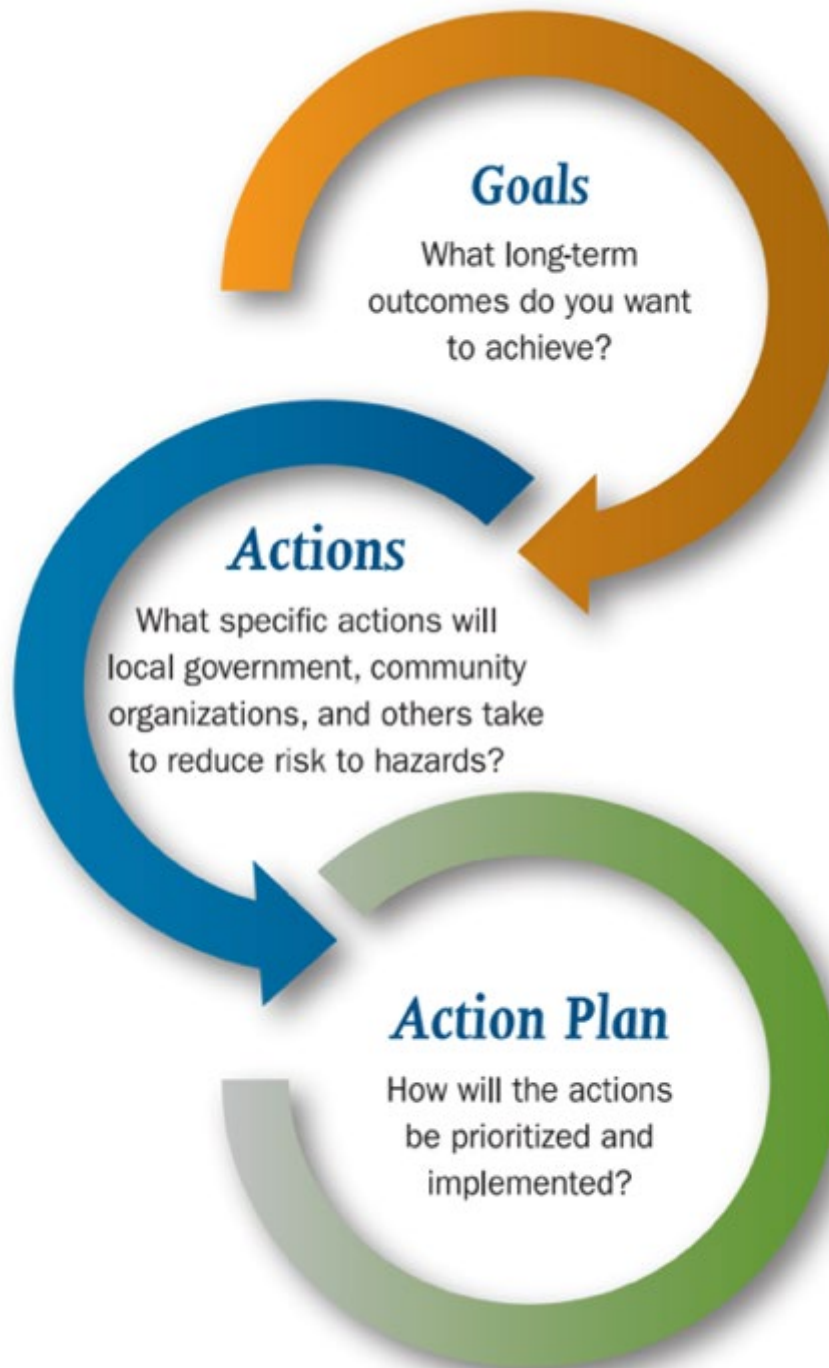 Goals
What long-term
outcomes do you want
to achieve?
Actions
What specific actions will
local government, community
organizations, and others take
to reduce risk to hazards?
Action Plan
How will the actions
be prioritized and
implemented?